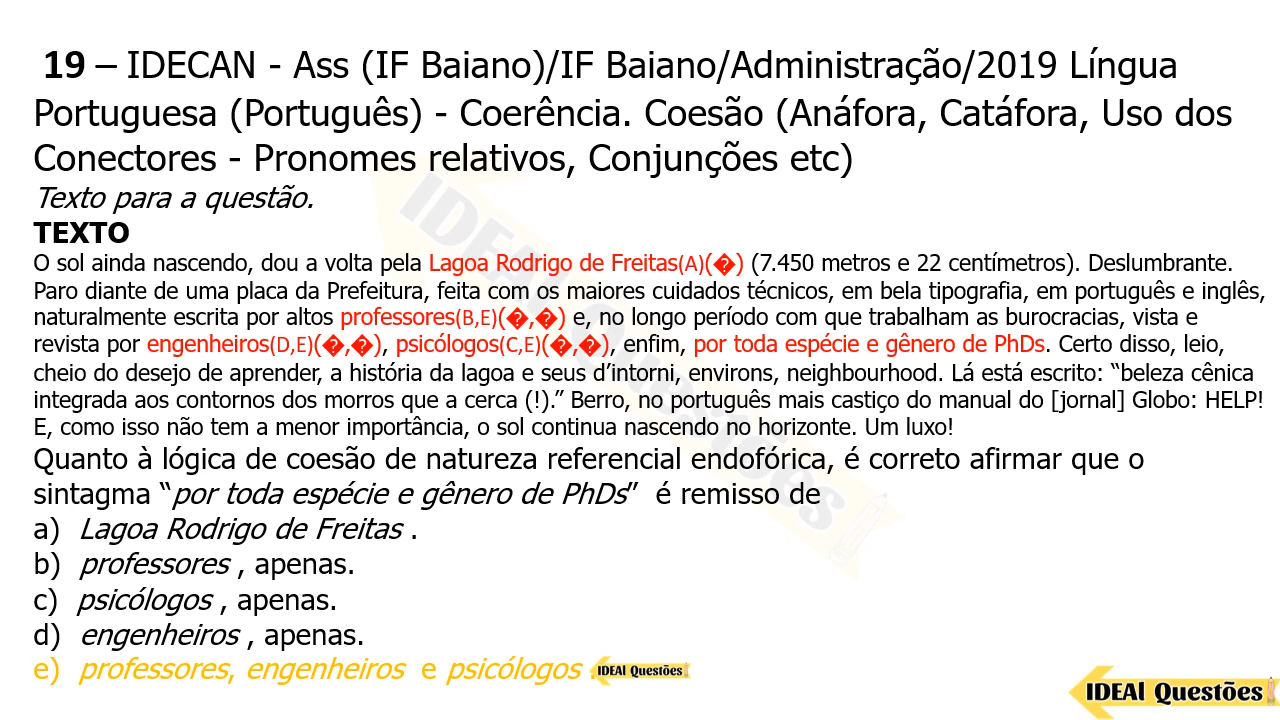 19 – IDECAN - Ass (IF Baiano)/IF Baiano/Administração/2019 Língua
Portuguesa (Português) - Coerência. Coesão (Anáfora, Catáfora, Uso dos
Conectores - Pronomes relativos, Conjunções etc)
Texto para a questão.
TEXTO
O sol ainda nascendo, dou a volta pela Lagoa Rodrigo de Freitas(A)(�) (7.450 metros e 22 centímetros). Deslumbrante.
Paro diante de uma placa da Prefeitura, feita com os maiores cuidados técnicos, em bela tipografia, em português e inglês,
naturalmente escrita por altos professores(B,E)(�,�) e, no longo período com que trabalham as burocracias, vista e
revista por engenheiros(D,E)(�,�), psicólogos(C,E)(�,�), enfim, por toda espécie e gênero de PhDs. Certo disso, leio,
cheio do desejo de aprender, a história da lagoa e seus d’intorni, environs, neighbourhood. Lá está escrito: “beleza cênica
integrada aos contornos dos morros que a cerca (!).” Berro, no português mais castiço do manual do [jornal] Globo: HELP!
E, como isso não tem a menor importância, o sol continua nascendo no horizonte. Um luxo!
Quanto à lógica de coesão de natureza referencial endofórica, é correto afirmar que o
sintagma “por toda espécie e gênero de PhDs” é remisso de
a) Lagoa Rodrigo de Freitas .
b) professores , apenas.
c) psicólogos , apenas.
d) engenheiros , apenas.
e) professores, engenheiros e psicólogos . IDEAl Questões
IDEAl Questões
IDEAl Questões